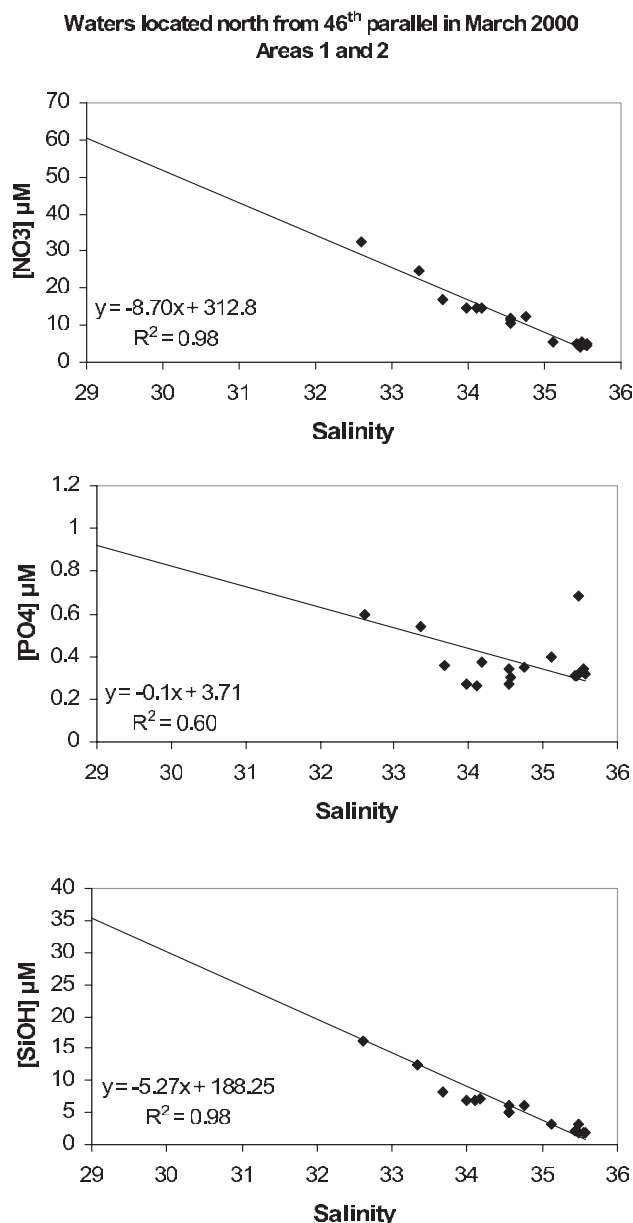 Waters located north from 46th parallel in March 2000
Areas 1 and 2
70
60
50
40
30
20
10
0
[NO3] µM
y = -8.70x + 312.8
R² = 0.98
29 30 31 32 33 34 35 36
Salinity
1.2
1
0.8
0.6
0.4
0.2
0
[PO4] µM
y = -0.1x + 3.71
R² = 0.60
29 30 31 32 33 34 35 36
Salinity
40
35
30
25
20
15
10
5
0
[SiOH] µM
y = -5.27x + 188.25
R² = 0.98
29 30 31 32 33 34 35 36
Salinity